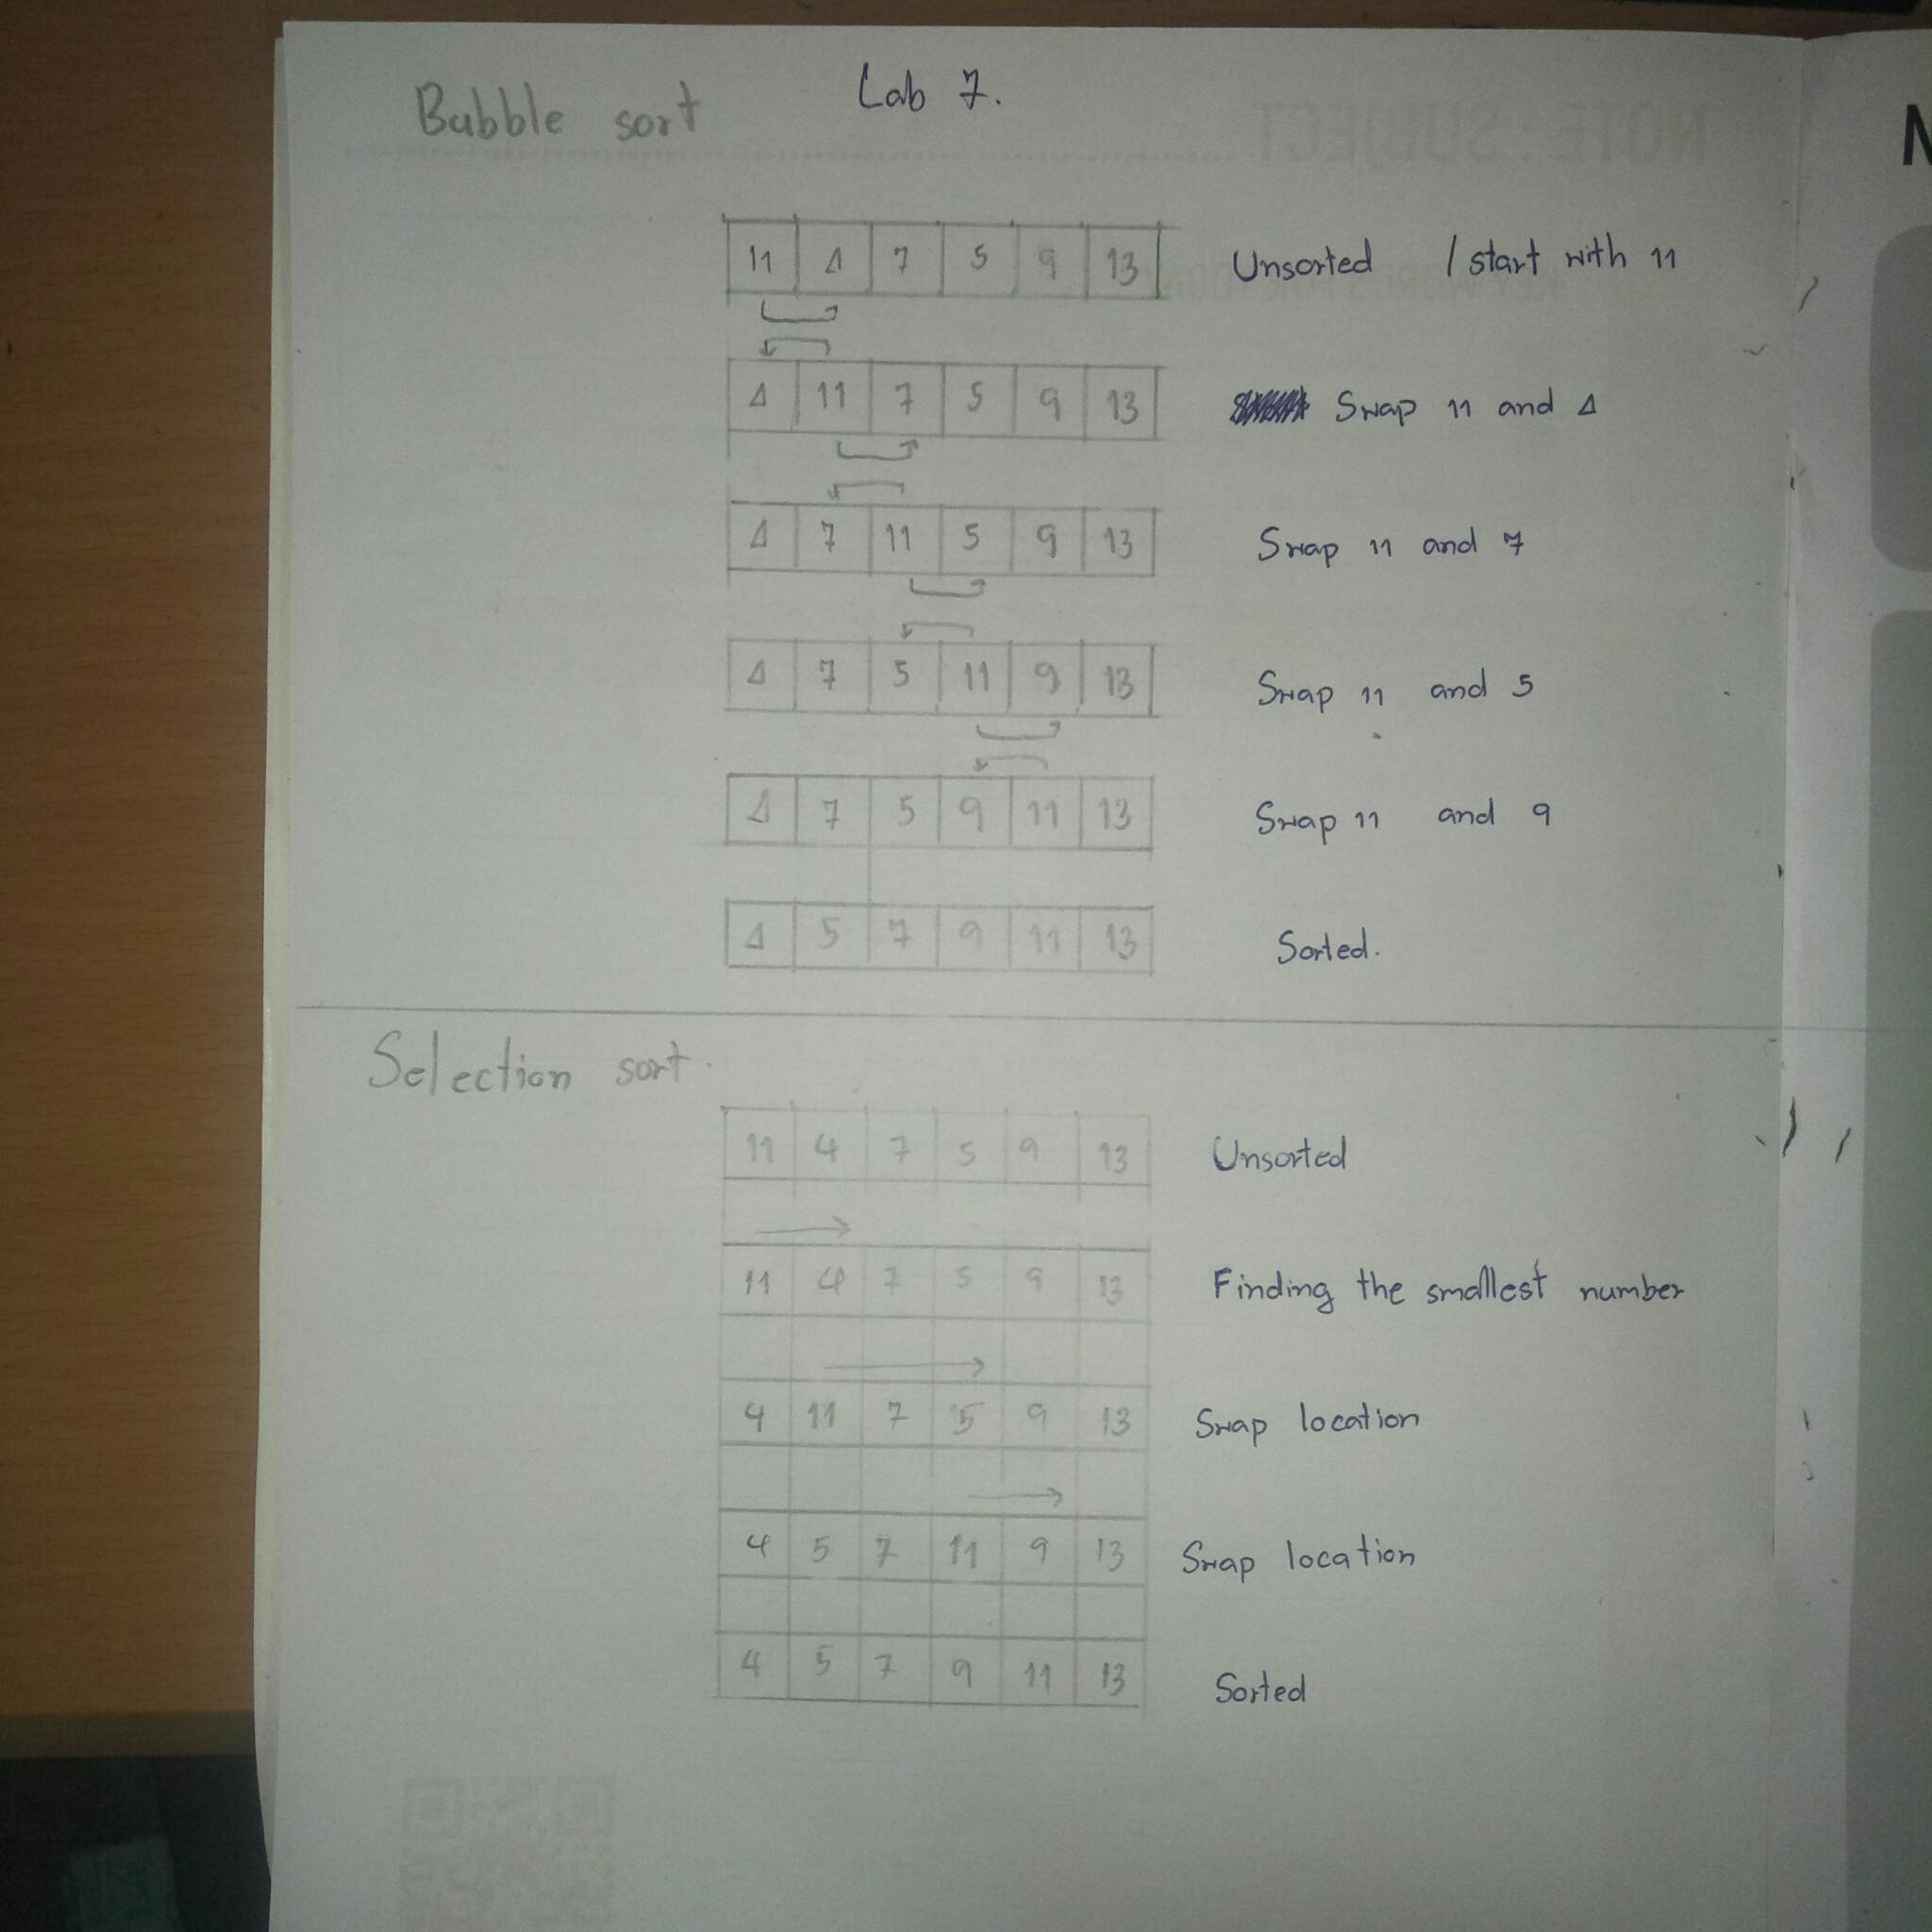 Lab 7.
Bubble sort
NOTE : SUBJECT
N
11 4 7 5 9 13 Unsorted / start with 11
4 11 7 5 9 13 Swap 11 and 4
4 7 11 5 9 13 Swap 11 and 7
4 7 5 11 9 13 Swap 11 and 5
4 7 5 9 11 13 Swap 11 and 9
4 5 7 9 11 13 Sorted.
Selection sort.
11 4 7 5 9 13 Unsorted
11 4 7 5 9 13 Finding the smallest number
4 11 7 5 9 13 Swap location
4 5 7 11 9 13 Swap location
4 5 7 9 11 13 Sorted